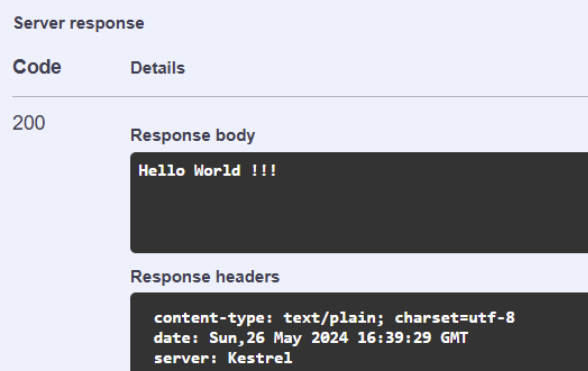 Server response
Code Details
200
Response body
Hello World !!!
Response headers
content-type: text/plain; charset=utf-8
date: Sun,26 May 2024 16:39:29 GMT
server: Kestrel